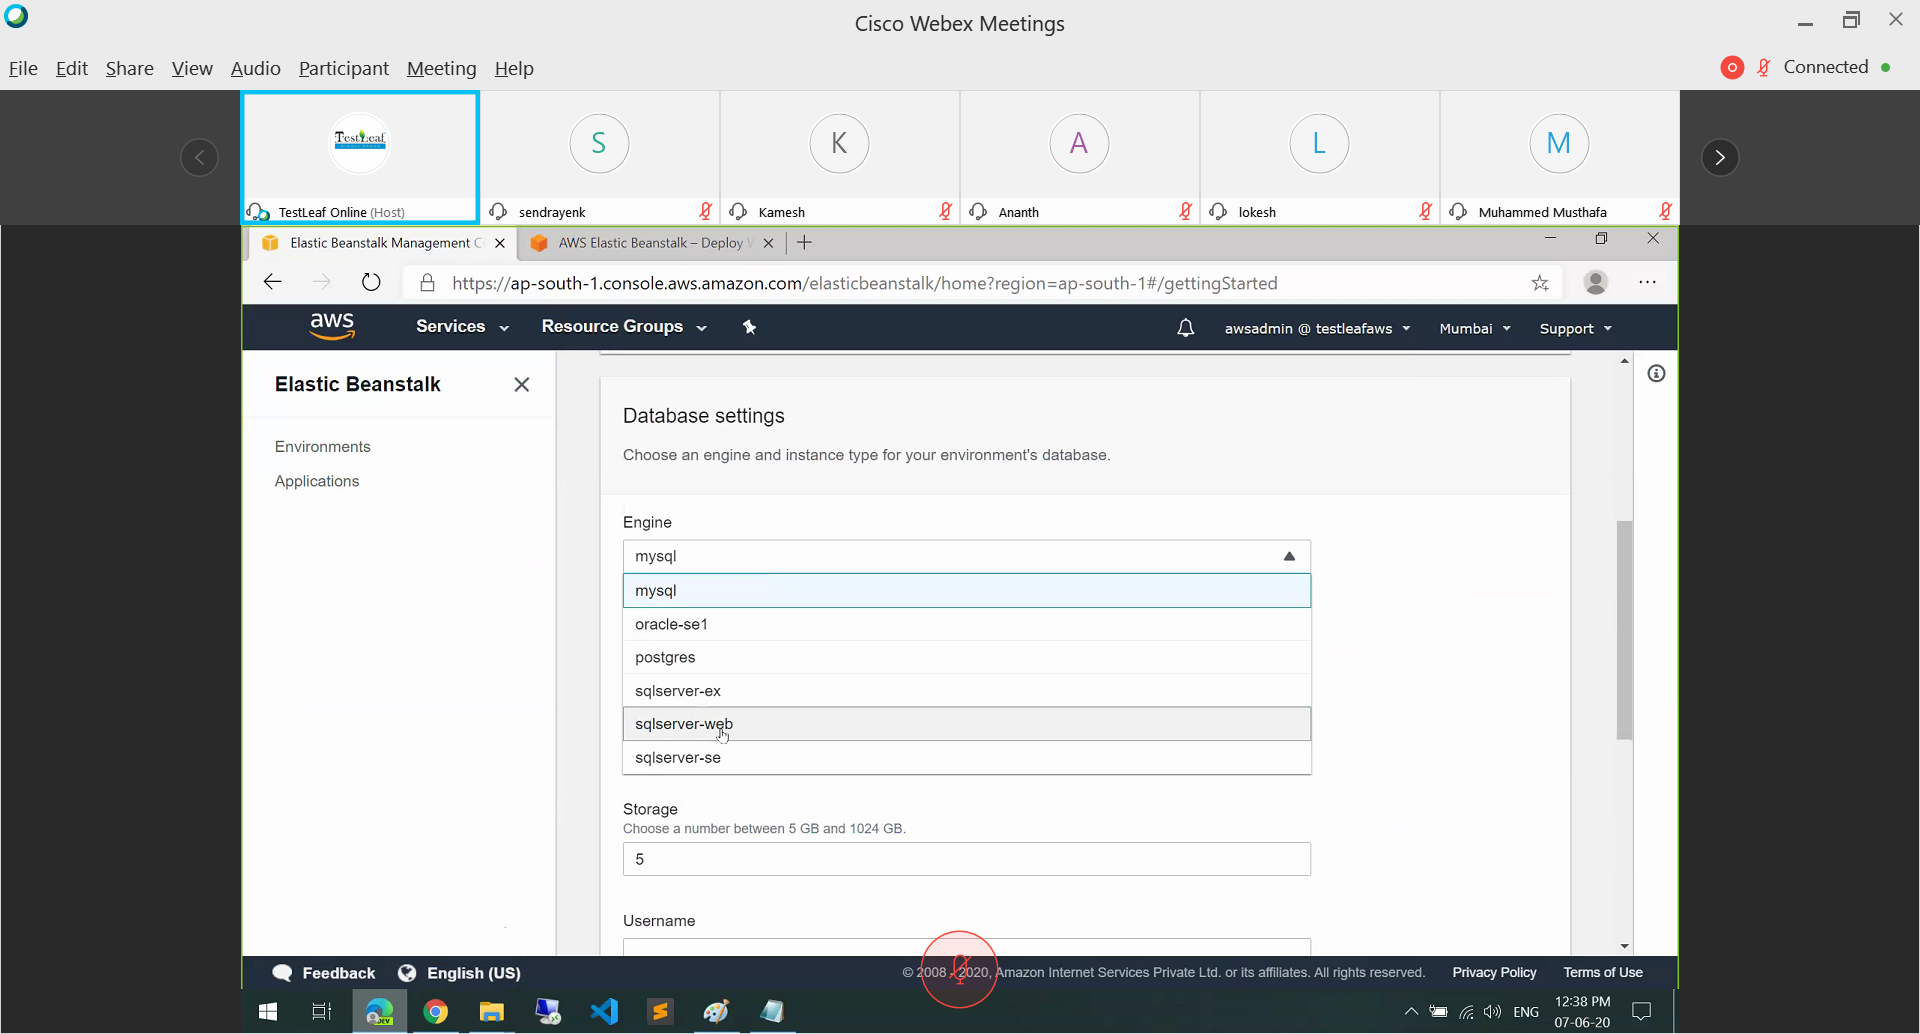 Cisco Webex Meetings
File Edit Share View Audio Participant Meeting Help
Connected
TestLeaf
S
K
A
L
M
TestLeaf Online (Host)
sendrayenk
Kamesh
Ananth
lokesh
Muhammed Musthafa
Elastic Beanstalk Management C
AWS Elastic Beanstalk – Deploy W
https://ap-south-1.console.aws.amazon.com/elasticbeanstalk/home?region=ap-south-1#/gettingStarted
aws
Services
Resource Groups
awsadmin @ testleafaws
Mumbai
Support
Elastic Beanstalk
Environments
Applications
Database settings
Choose an engine and instance type for your environment's database.
Engine
mysql
mysql
oracle-se1
postgres
sqlserver-ex
sqlserver-web
sqlserver-se
Storage
Choose a number between 5 GB and 1024 GB.
5
Username
Feedback
English (US)
© 2008 - 2020, Amazon Internet Services Private Ltd. or its affiliates. All rights reserved.
Privacy Policy
Terms of Use
DEV
ENG
12:38 PM
07-06-20